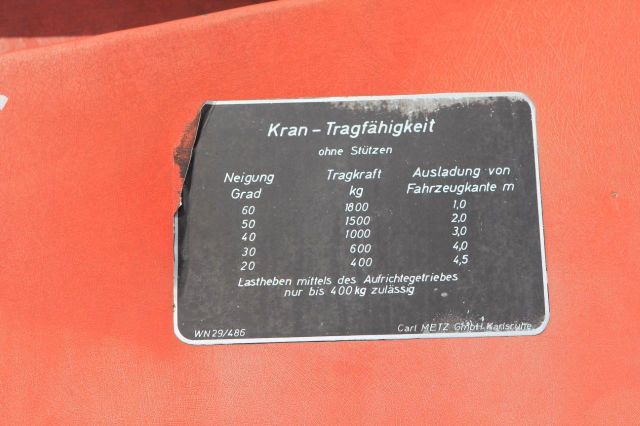 Kran - Tragfähigkeit
ohne Stützen
Neigung Tragkraft Ausladung von
Grad kg Fahrzeugkante m
60 1800 1,0
50 1500 2,0
40 1000 3,0
30 600 4,0
20 400 4,5
Lastheben mittels des Aufrichtegetriebes
nur bis 400 kg zulässig
WN 29/486 Carl METZ GmbH Karlsruhe